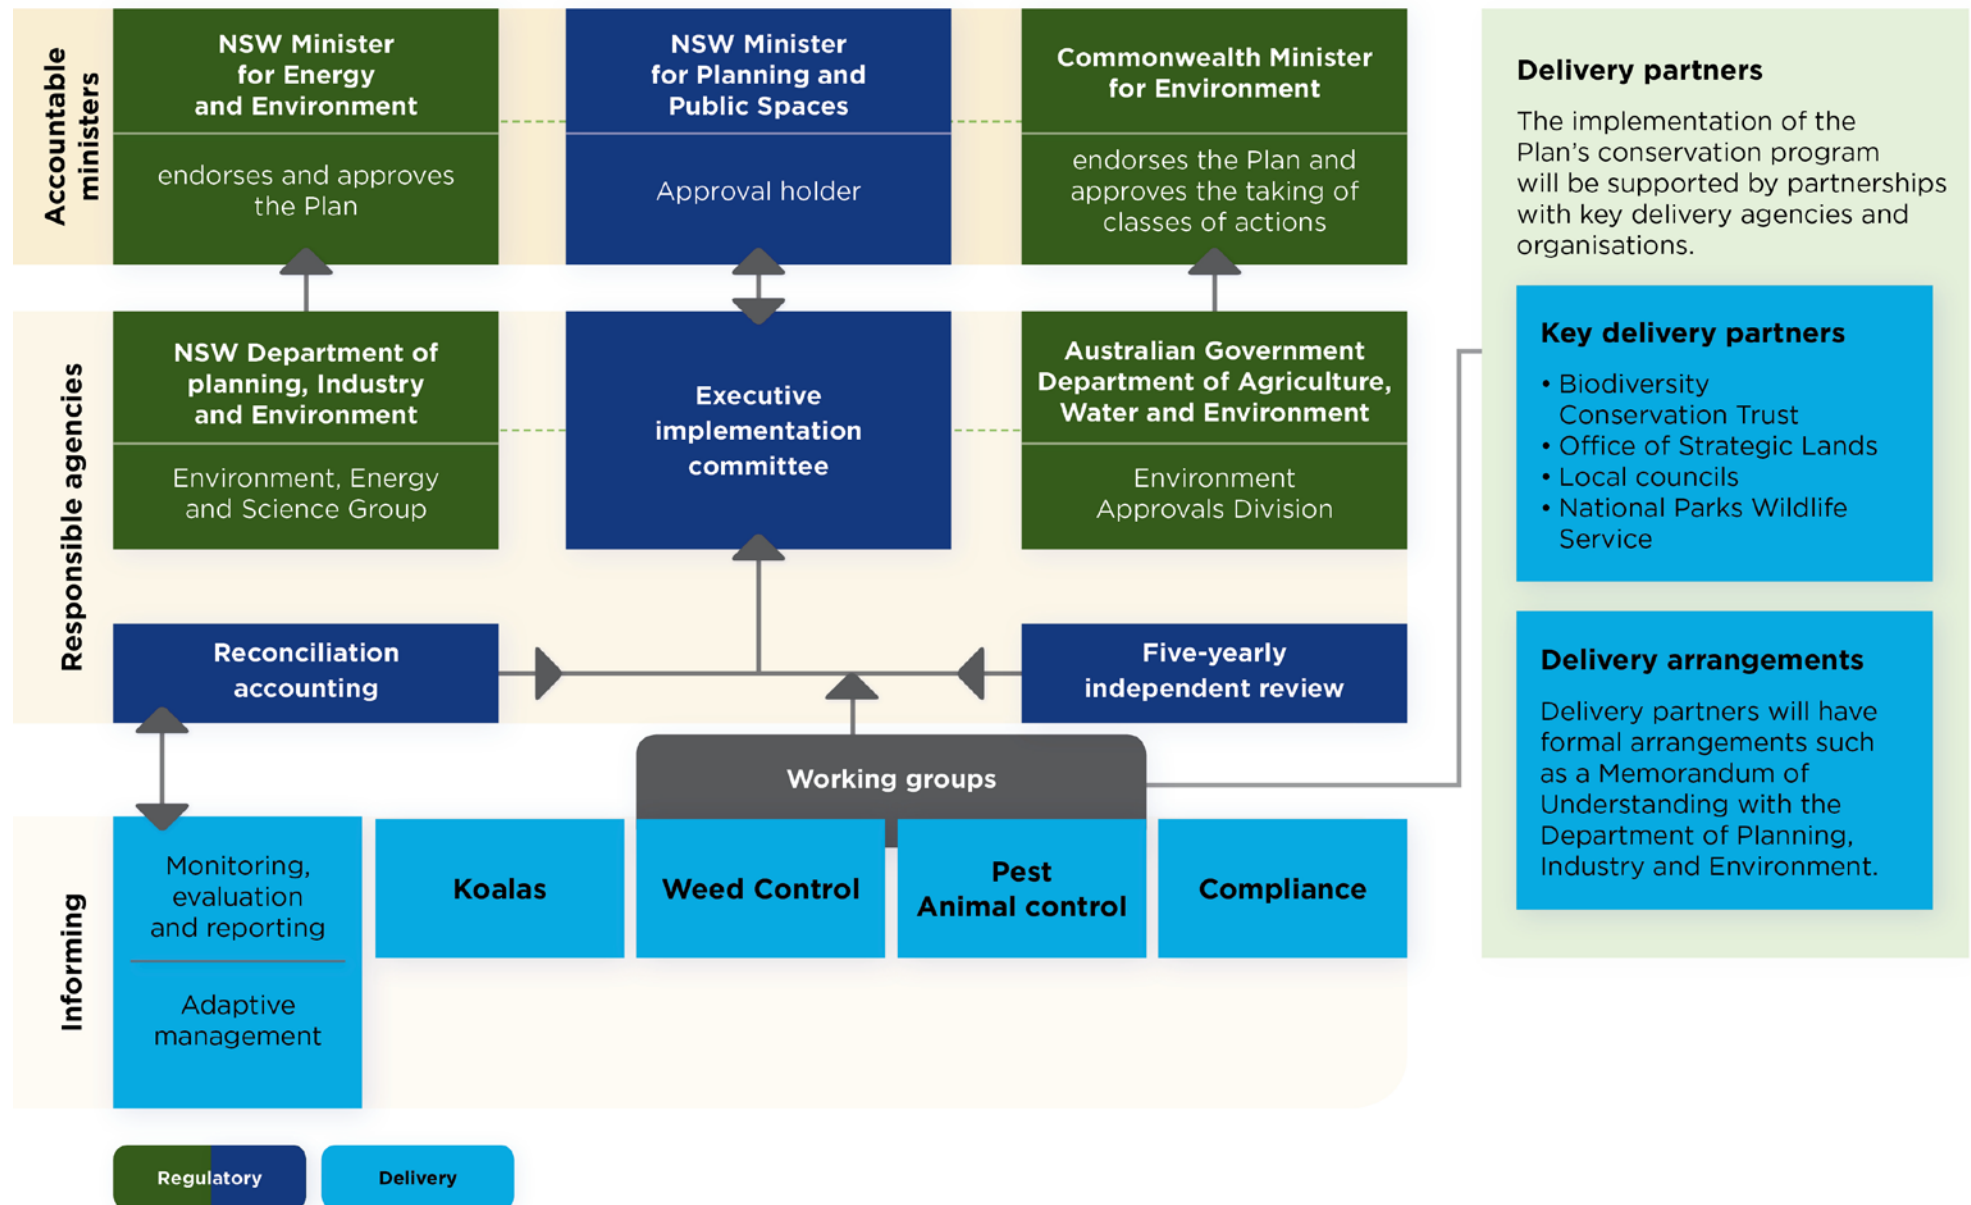 Accountable
ministers
NSW Minister
for Energy
and Environment
endorses and approves
the Plan
NSW Minister
for Planning and
Public Spaces
Approval holder
Commonwealth Minister
for Environment
endorses the Plan and
approves the taking of
classes of actions
Responsible agencies
NSW Department of
planning, Industry
and Environment
Environment, Energy
and Science Group
Executive
implementation
committee
Australian Government
Department of Agriculture,
Water and Environment
Environment
Approvals Division
Reconciliation
accounting
Five-yearly
independent review
Working groups
Informing
Monitoring,
evaluation
and reporting
Adaptive
management
Koalas
Weed Control
Pest
Animal control
Compliance
Regulatory
Delivery
Delivery partners
The implementation of the
Plan’s conservation program
will be supported by partnerships
with key delivery agencies and
organisations.
Key delivery partners
• Biodiversity
Conservation Trust
• Office of Strategic Lands
• Local councils
• National Parks Wildlife
Service
Delivery arrangements
Delivery partners will have
formal arrangements such
as a Memorandum of
Understanding with the
Department of Planning,
Industry and Environment.